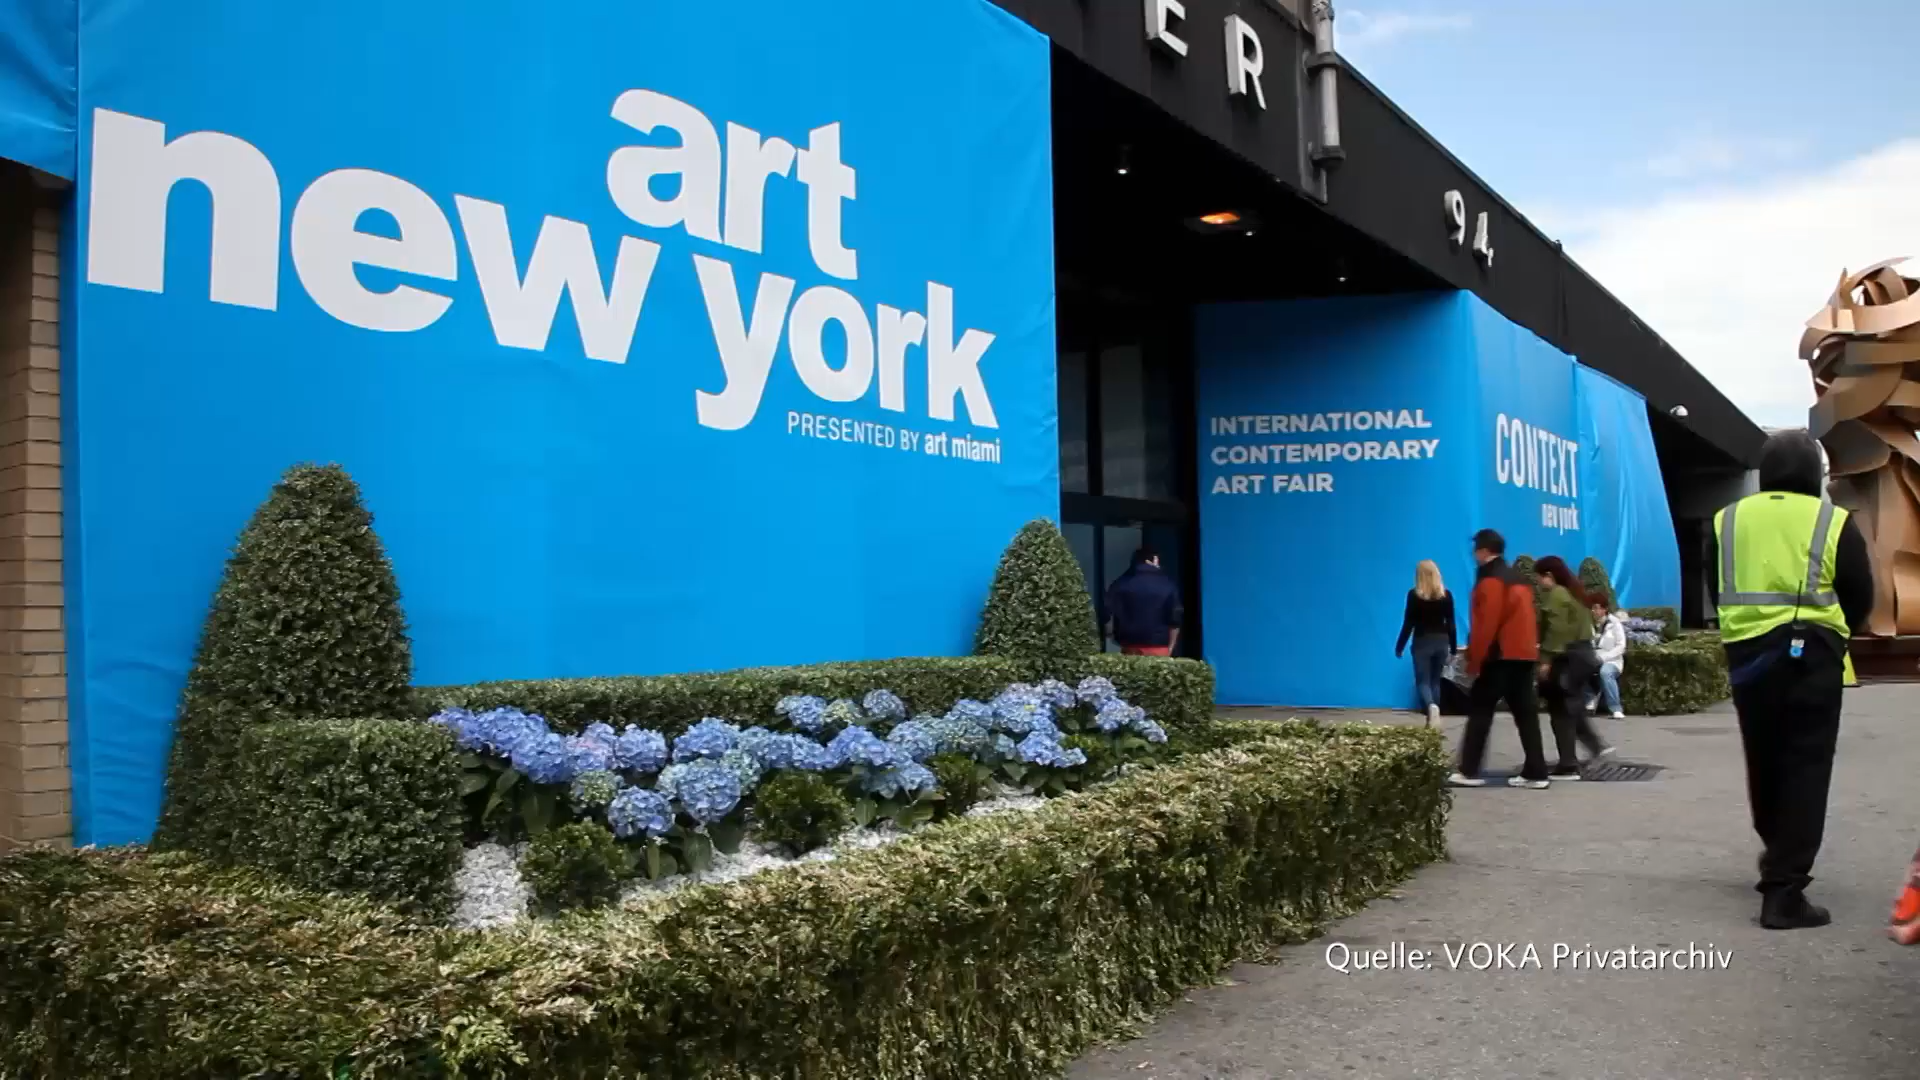 art
new york
PRESENTED BY art miami
ER
94
INTERNATIONAL
CONTEMPORARY
ART FAIR
CONTEXT
new york
Quelle: VOKA Privatarchiv